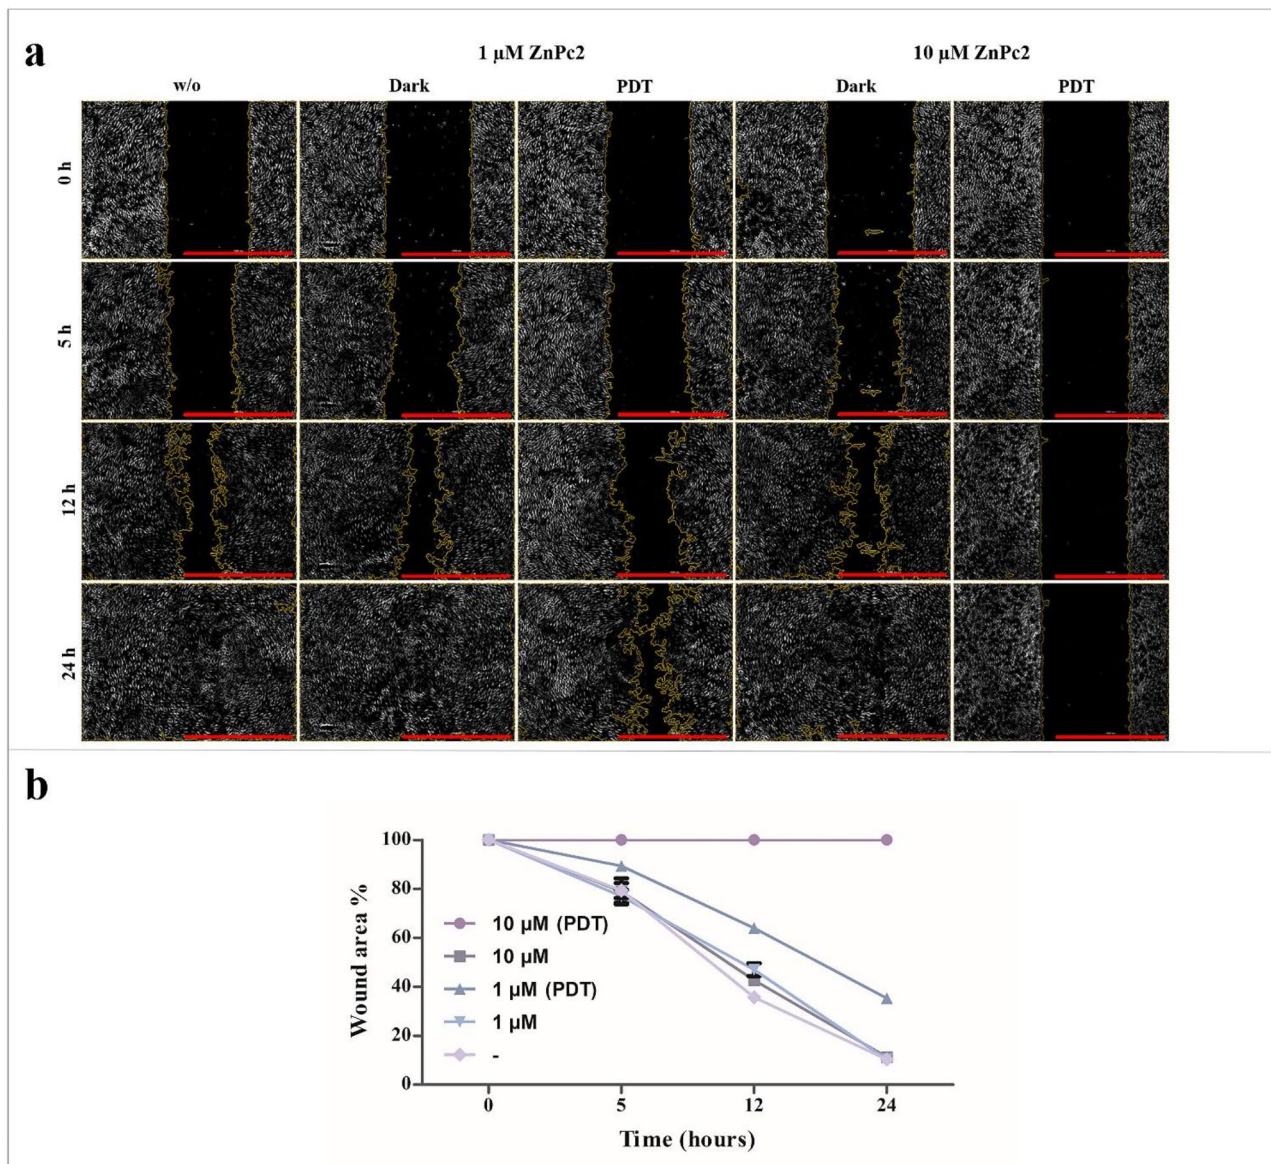 a
1 µM ZnPc2
10 µM ZnPc2
w/o
Dark
PDT
Dark
PDT
0 h
5 h
12 h
24 h
b
100
80
60
40
20
0
Wound area %
10 µM (PDT)
10 µM
1 µM (PDT)
1 µM
-
0
5
12
24
Time (hours)